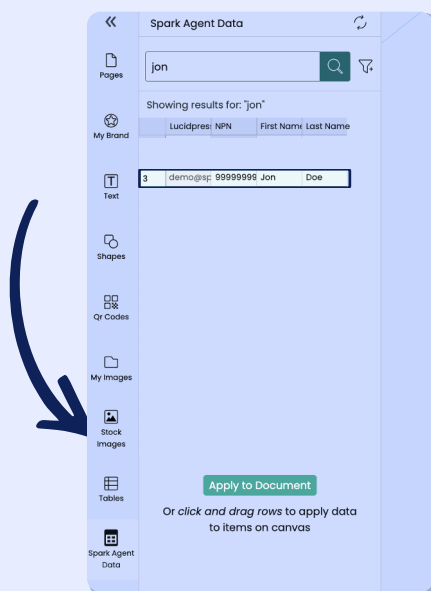 Spark Agent Data
Pages
My Brand
Text
Shapes
Qr Codes
My Images
Stock
Images
Tables
Spark Agent
Data
jon
Showing results for: "jon"
Lucidpres NPN First Name Last Name
3 demo@sp 99999999 Jon Doe
Apply to Document
Or click and drag rows to apply data
to items on canvas